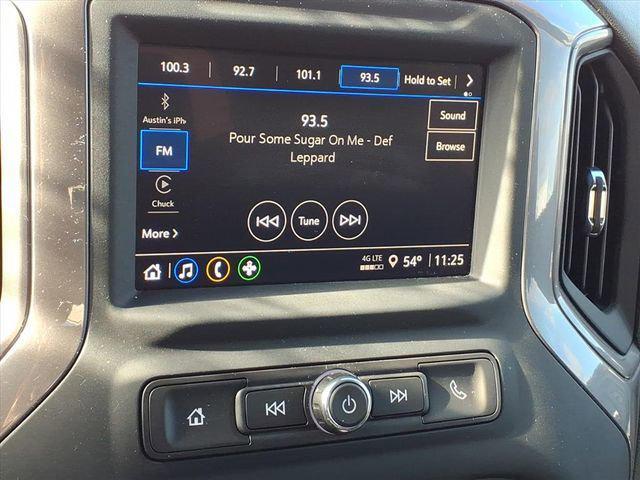 100.3 92.7 101.1 93.5 Hold to Set
Austin's iPh
93.5
Pour Some Sugar On Me - Def
Leppard
Sound
Browse
FM
Chuck
Tune
More
4G LTE 54° 11:25